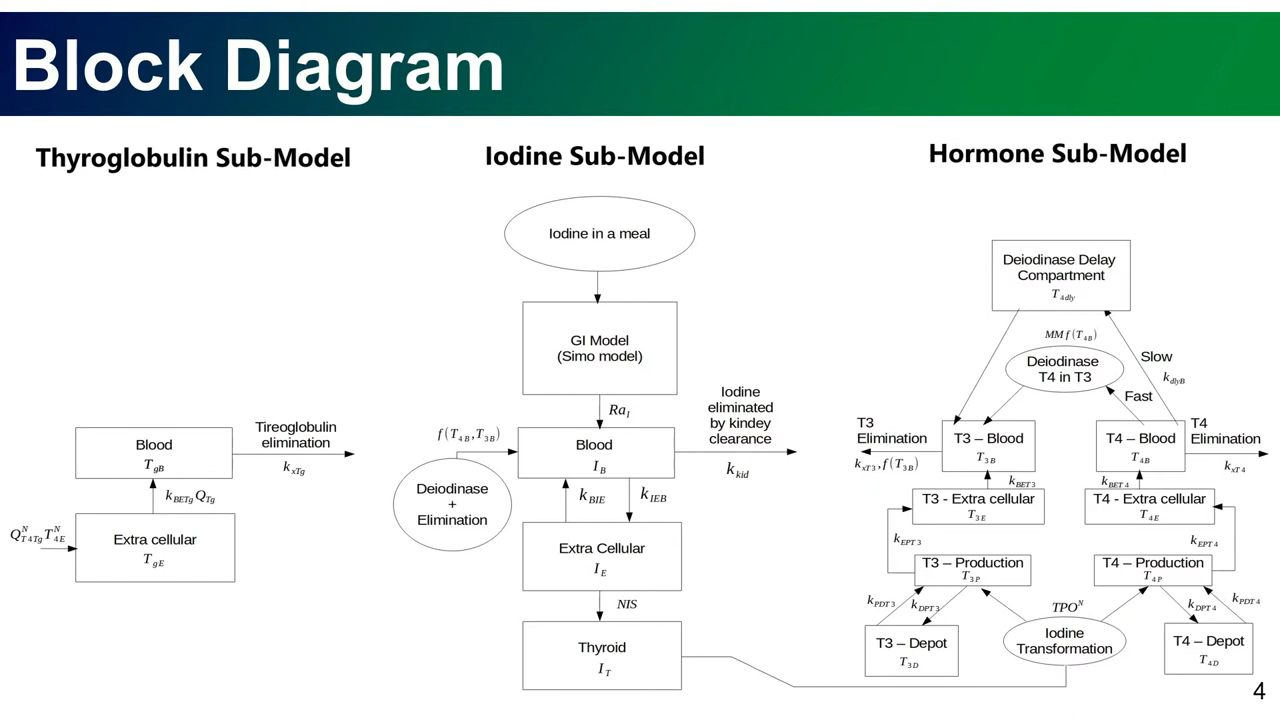 Block Diagram
Thyroglobulin Sub-Model
Blood
T_gB
Tireoglobulin
elimination
k_xTg
k_BETg Q_Tg
Q^N_T4Tg T^N_4E
Extra cellular
T_gE
Iodine Sub-Model
Iodine in a meal
GI Model
(Simo model)
Ra_I
f(T_4B, T_3B)
Blood
I_B
Iodine
eliminated
by kindey
clearance
k_kid
Deiodinase
+
Elimination
k_BIE
k_IEB
Extra Cellular
I_E
NIS
Thyroid
I_T
Hormone Sub-Model
Deiodinase Delay
Compartment
T_4dly
MM f(T_4B)
Deiodinase
T4 in T3
Slow
k_dlyB
Fast
T3
Elimination
k_xT3, f(T_3B)
T3 – Blood
T_3B
T4 – Blood
T_4B
T4
Elimination
k_xT4
k_BET3
k_BET4
T3 - Extra cellular
T_3E
T4 - Extra cellular
T_4E
k_EPT3
k_EPT4
T3 – Production
T_3P
T4 – Production
T_4P
k_PDT3
k_DPT3
TPO^N
k_DPT4
k_PDT4
T3 – Depot
T_3D
Iodine
Transformation
T4 – Depot
T_4D
4